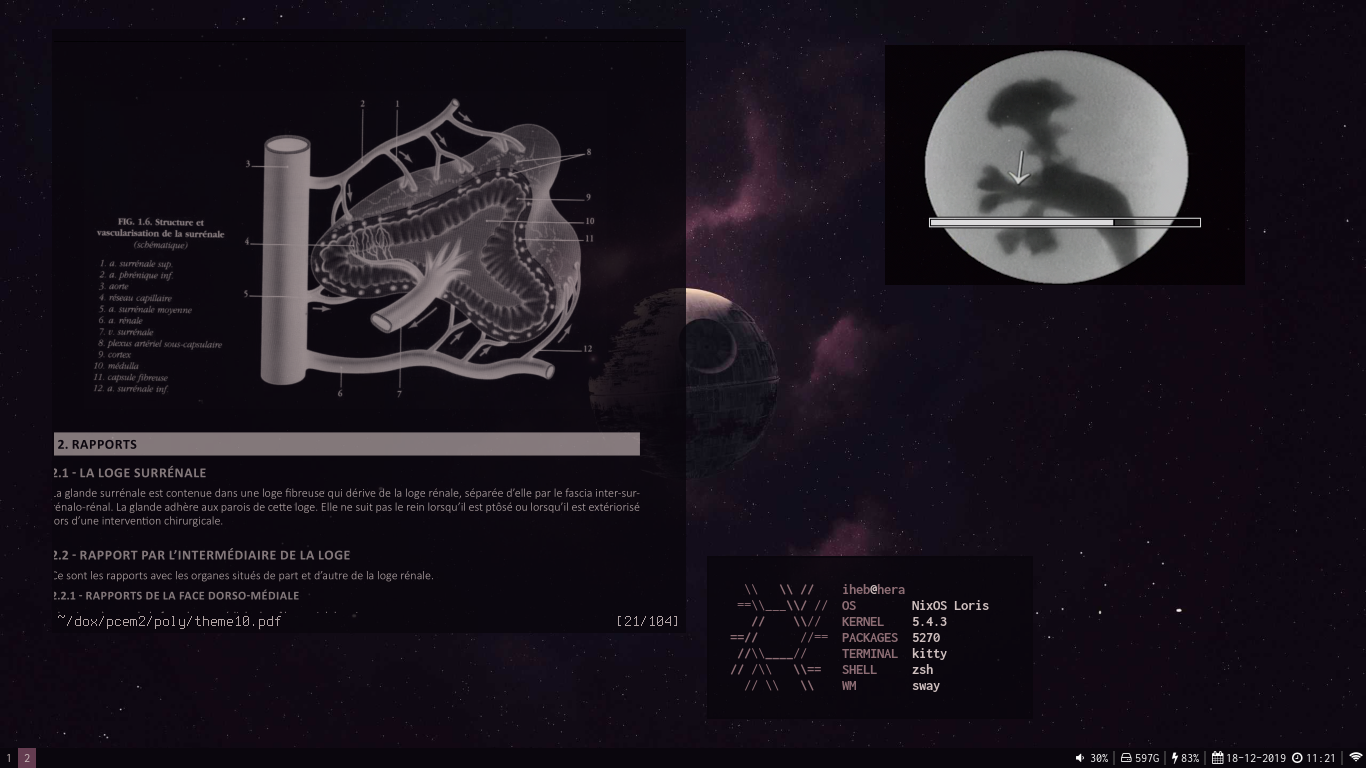 2 1
8
3
9
10
11
4
5
12
6 7
FIG. 1.6. Structure et
vascularisation de la surrénale
(schématique)
1. a. surrénale sup.
2. a. phrénique inf.
3. aorte
4. réseau capillaire
5. a. surrénale moyenne
6. a. rénale
7. v. surrénale
8. plexus artériel sous-capsulaire
9. cortex
10. médulla
11. capsule fibreuse
12. a. surrénale inf.
2. RAPPORTS
2.1 - LA LOGE SURRÉNALE
La glande surrénale est contenue dans une loge fibreuse qui dérive de la loge rénale, séparée d'elle par le fascia inter-sur-
rénalo-rénal. La glande adhère aux parois de cette loge. Elle ne suit pas le rein lorsqu'il est ptôsé ou lorsqu'il est extériorisé
lors d'une intervention chirurgicale.
2.2 - RAPPORT PAR L'INTERMÉDIAIRE DE LA LOGE
Ce sont les rapports avec les organes situés de part et d'autre de la loge rénale.
2.2.1 - RAPPORTS DE LA FACE DORSO-MÉDIALE
~/dox/pcem2/poly/theme10.pdf [21/104]
iheb@hera
OS NixOS Loris
KERNEL 5.4.3
PACKAGES 5270
TERMINAL kitty
SHELL zsh
WM sway
1 2 30% 597G 83% 18-12-2019 11:21